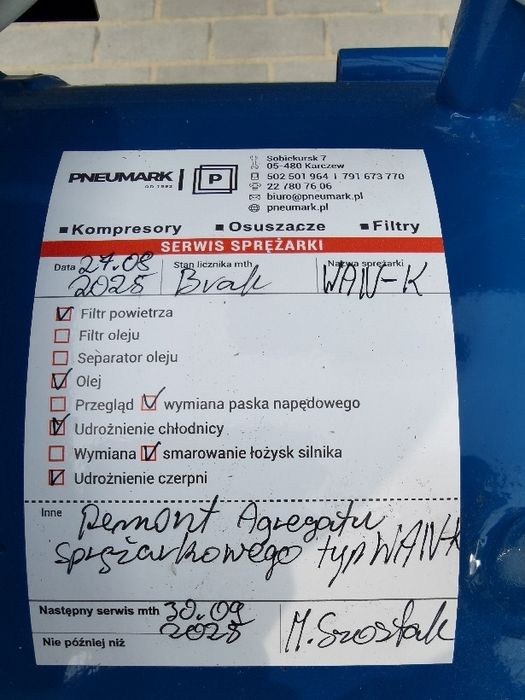 PNEUMARK
OD 1992
P
Sobiekursk 7
05-480 Karczew
502 501 964 | 791 673 770
22 780 76 06
biuro@pneumark.pl
pneumark.pl
Kompresory Osuszacze Filtry
SERWIS SPRĘŻARKI
Data 27.08 2025
Stan licznika mth Brak
Nazwa sprężarki WAN-K
Filtr powietrza
Filtr oleju
Separator oleju
Olej
Przegląd wymiana paska napędowego
Udrożnienie chłodnicy
Wymiana smarowanie łożysk silnika
Udrożnienie czerpni
Inne Remont Agregatu
sprężarkowego typ WAN-K
Następny serwis mth 30.09
2025
Nie później niż
M. Szostak